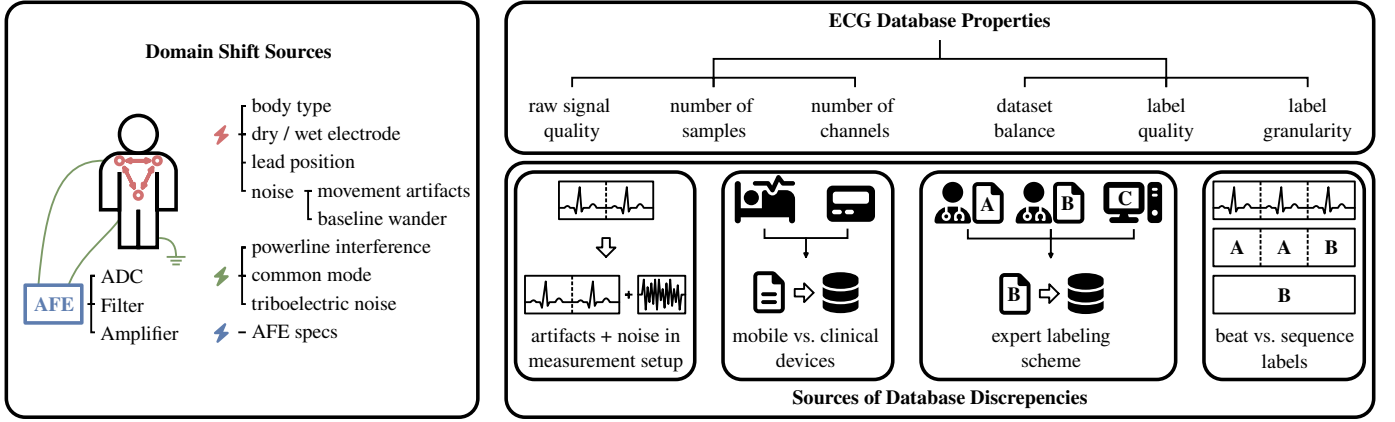 Domain Shift Sources
body type
dry / wet electrode
lead position
noise
movement artifacts
baseline wander
powerline interference
common mode
triboelectric noise
AFE specs
AFE
ADC
Filter
Amplifier
ECG Database Properties
raw signal
quality
number of
samples
number of
channels
dataset
balance
label
quality
label
granularity
+
artifacts + noise in
measurement setup
mobile vs. clinical
devices
A
B
C
B
expert labeling
scheme
A A B
B
beat vs. sequence
labels
Sources of Database Discrepencies